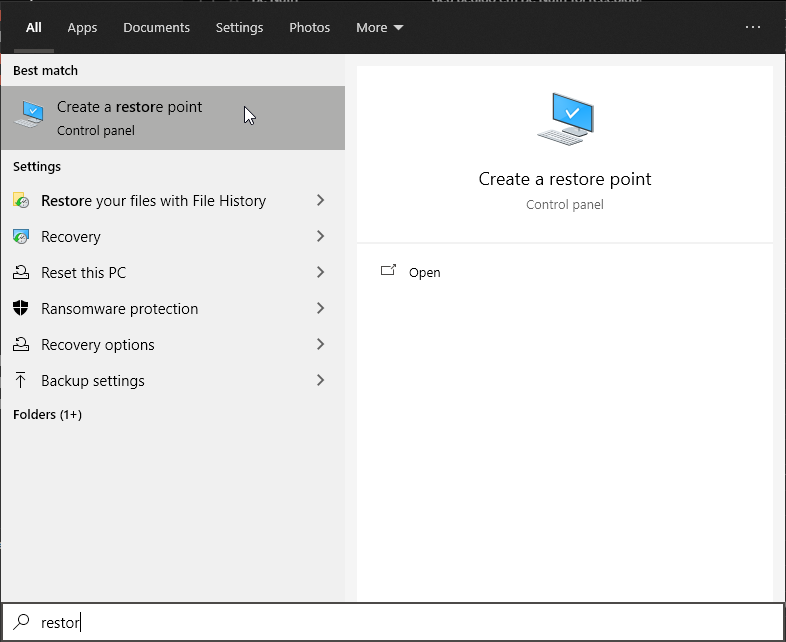 All Apps Documents Settings Photos More
Best match
Create a restore point
Control panel
Settings
Restore your files with File History
Recovery
Reset this PC
Ransomware protection
Recovery options
Backup settings
Folders (1+)
Create a restore point
Control panel
Open
restor